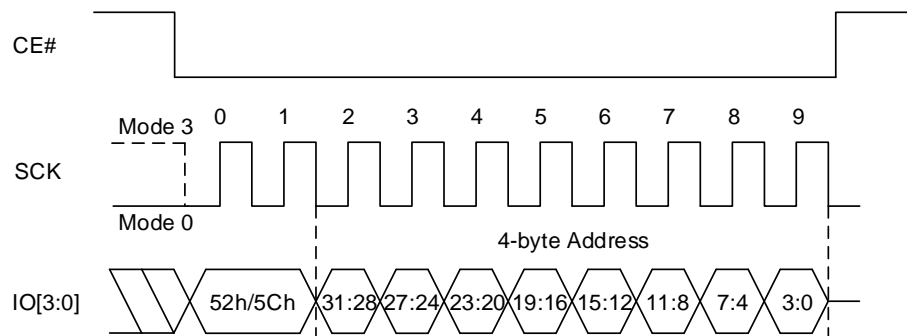 CE#
0 1 2 3 4 5 6 7 8 9
Mode 3
SCK
Mode 0
4-byte Address
IO[3:0] 52h/5Ch 31:28 27:24 23:20 19:16 15:12 11:8 7:4 3:0